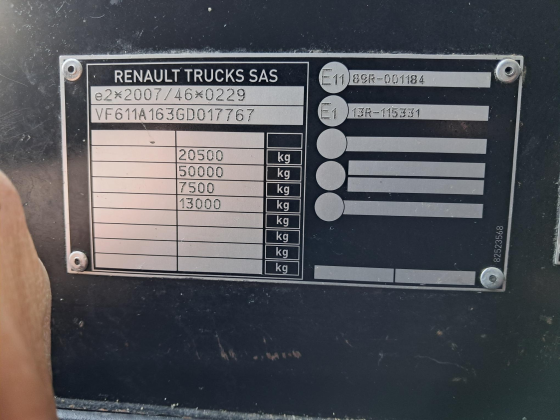 RENAULT TRUCKS SAS
e2*2007/46*0229
VF611A163GD017767
20500 kg
50000 kg
7500 kg
13000 kg
kg
kg
kg
kg
E11 89R-001184
E1 13R-115331
82523568